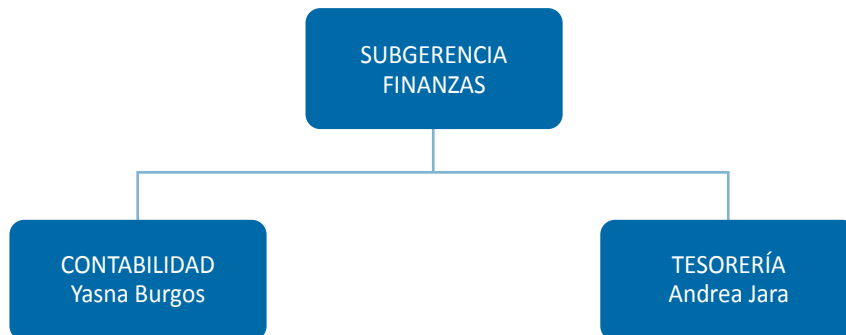 SUBGERENCIA
FINANZAS
CONTABILIDAD
Yasna Burgos
TESORERÍA
Andrea Jara